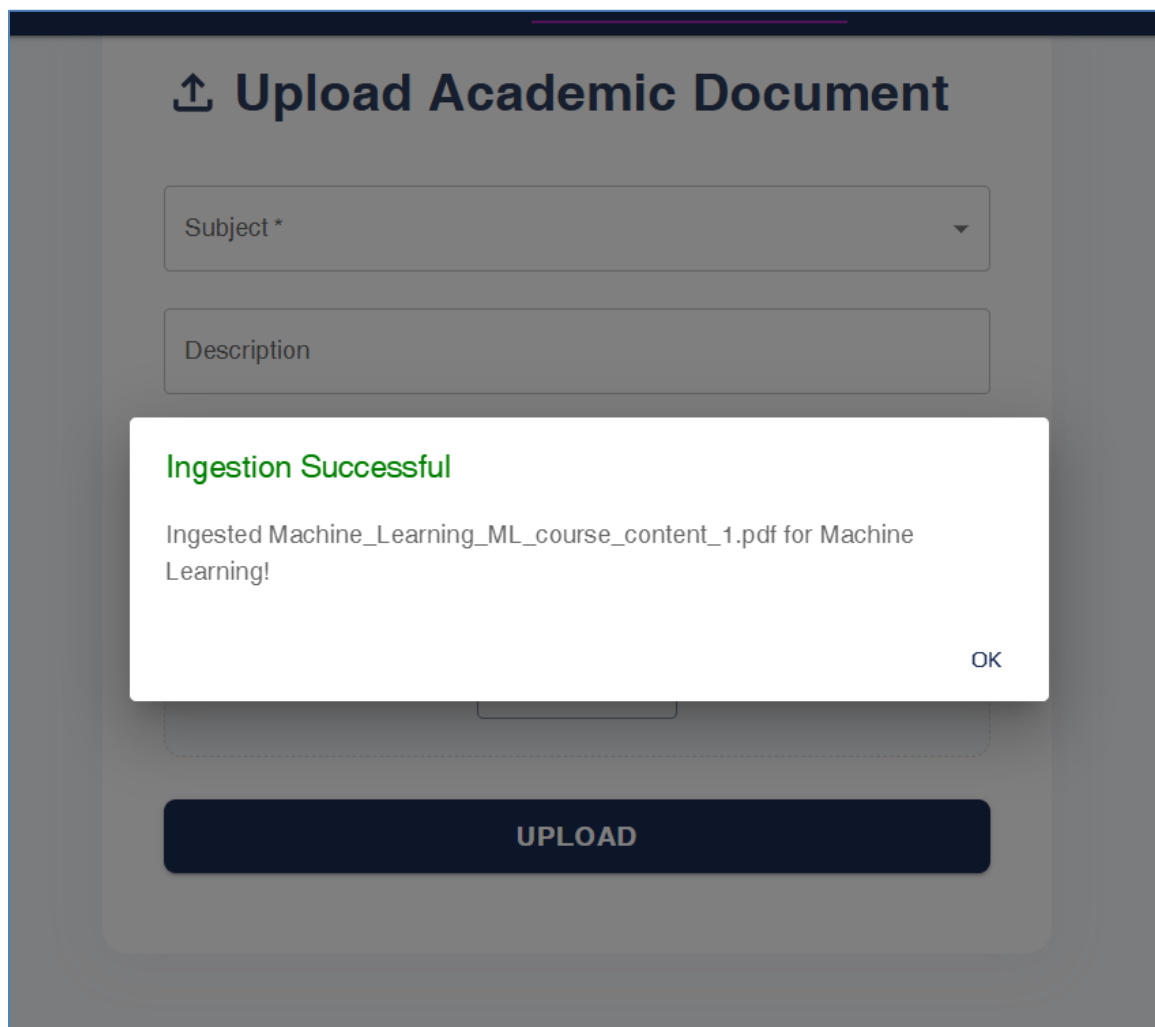 Upload Academic Document
Subject *
Description
Ingestion Successful
Ingested Machine_Learning_ML_course_content_1.pdf for Machine
Learning!
OK
UPLOAD